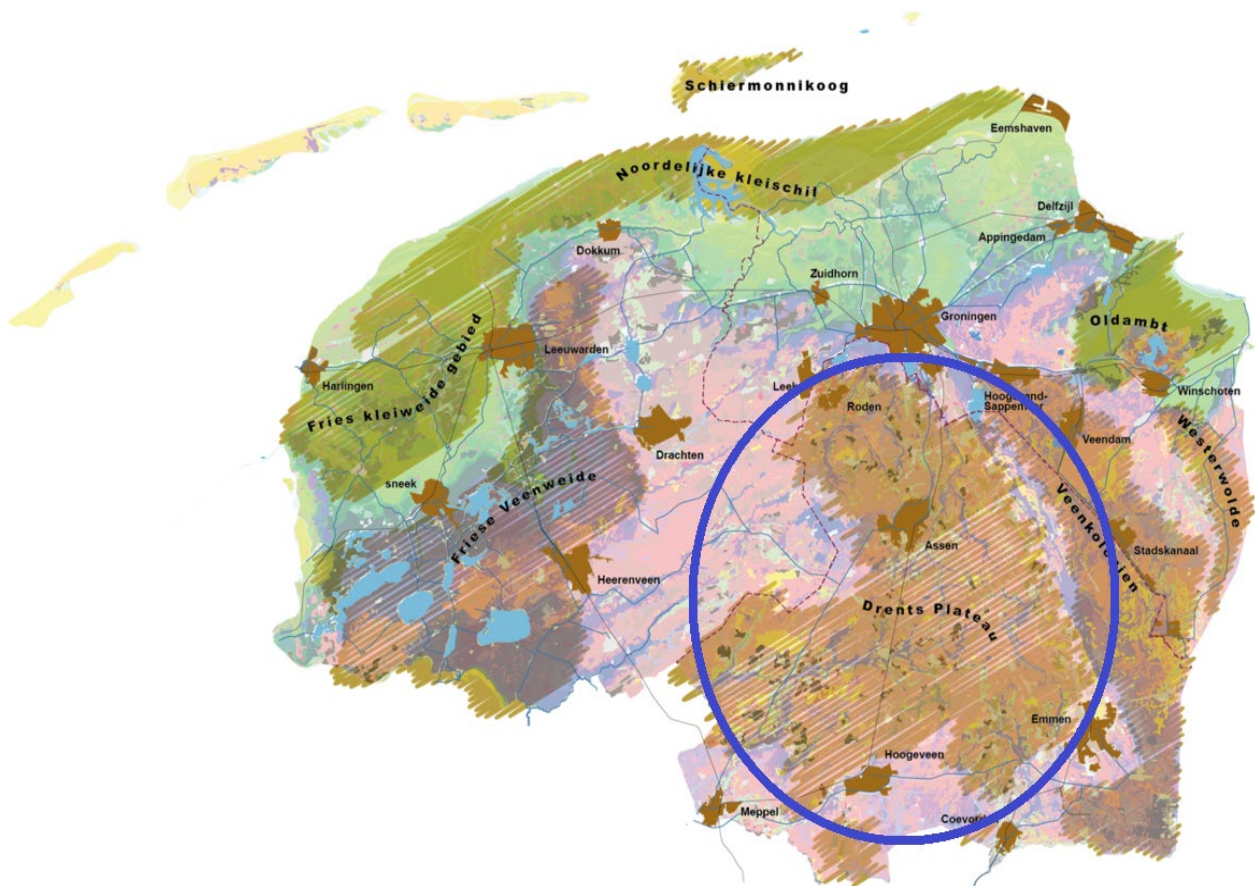 Schiermonnikoog
Eemshaven
Noordelijke kleischil
Delfzijl
Appingedam
Dokkum
Zuidhorn
Groningen
Oldambt
Leeuwarden
Harlingen
Fries kleiweide gebied
Winschoten
Roden
Westerwolde
Veendam
Drachten
sneek
Friese Veenweide
Veenkolonien
Assen
Stadskanaal
Heerenveen
Drents Plateau
Emmen
Hoogeveen
Meppel